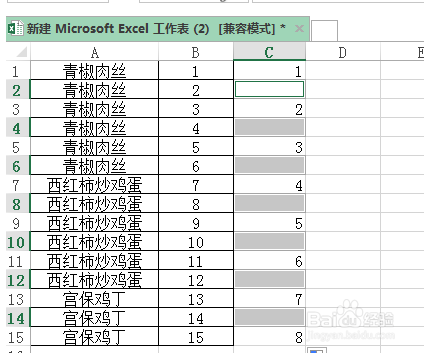 新建 Microsoft Excel 工作表 (2) [兼容模式] *
A B C D E
1 青椒肉丝 1 1
2 青椒肉丝 2
3 青椒肉丝 3 2
4 青椒肉丝 4
5 青椒肉丝 5 3
6 青椒肉丝 6
7 西红柿炒鸡蛋 7 4
8 西红柿炒鸡蛋 8
9 西红柿炒鸡蛋 9 5
10 西红柿炒鸡蛋 10
11 西红柿炒鸡蛋 11 6
12 西红柿炒鸡蛋 12
13 宫保鸡丁 13 7
14 宫保鸡丁 14
15 宫保鸡丁 15 8
Baidu 经验
jingyan.baidu.com